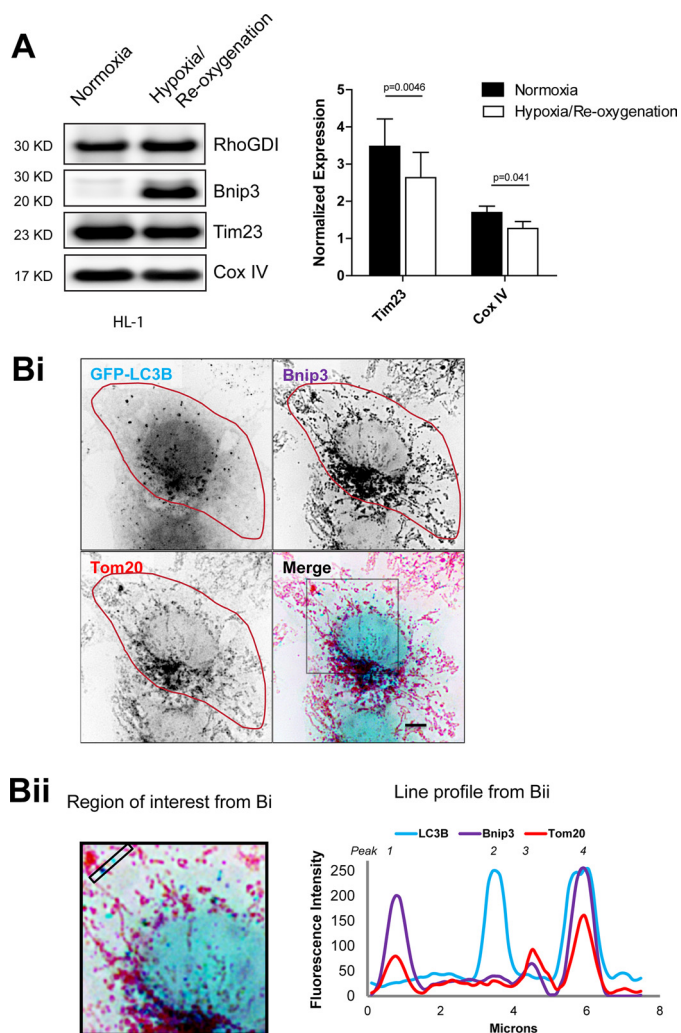 A
Normoxia
Hypoxia/
Re-oxygenation
30 KD
RhoGDI
30 KD
20 KD
Bnip3
23 KD
Tim23
17 KD
Cox IV
HL-1
Normalized Expression
5
4
3
2
1
0
p=0.0046
p=0.041
Normoxia
Hypoxia/Re-oxygenation
Tim23
Cox IV
Bi
GFP-LC3B
Bnip3
Tom20
Merge
Bii
Region of interest from Bi
Line profile from Bii
LC3B
Bnip3
Tom20
Peak 1 2 3 4
Fluorescence Intensity
250
200
150
100
50
0
0 2 4 6 8
Microns